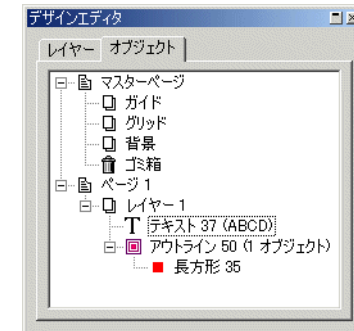 デザインエディタ
レイヤー オブジェクト
マスターページ
ガイド
グリッド
背景
ゴミ箱
ページ 1
レイヤー 1
テキスト 37 (ABCD)
アウトライン 50 (1 オブジェクト)
長方形 35